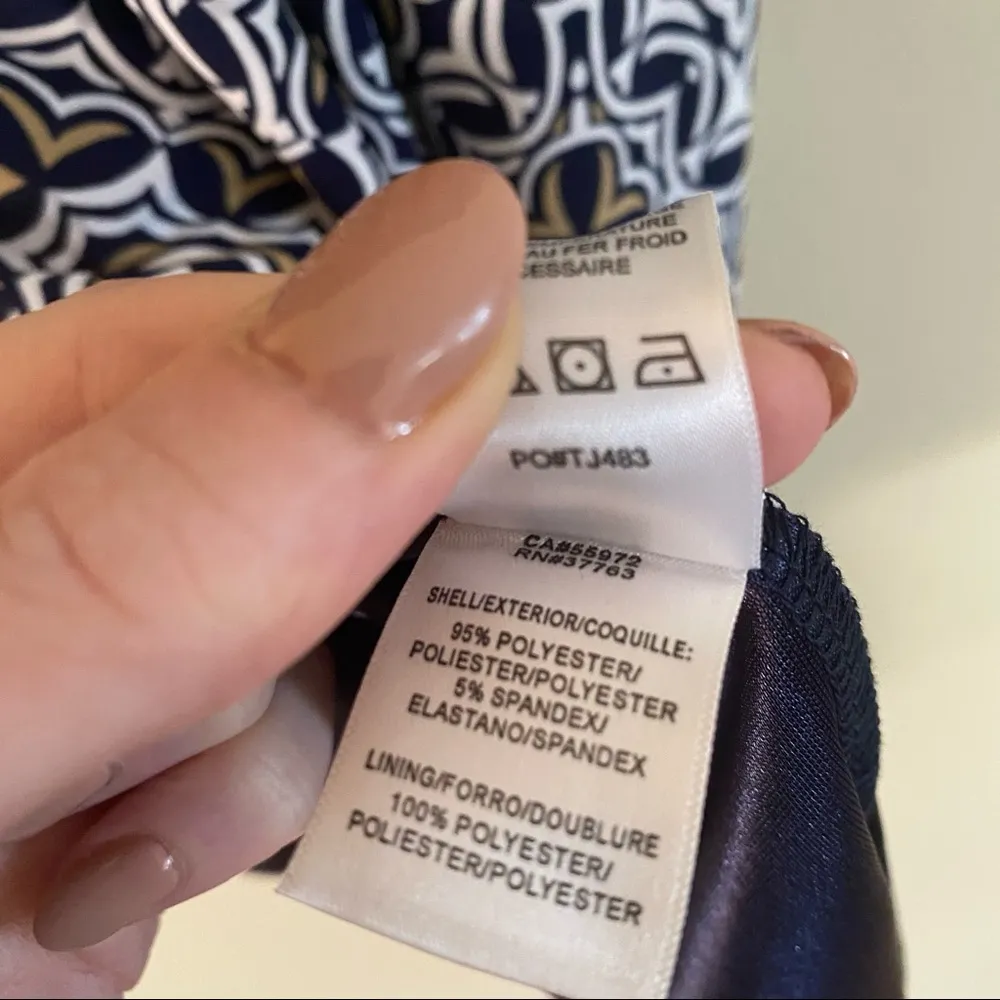 AU FER FROID
PO#TJ483
CA#55972
RN#37763
SHELL/EXTERIOR/COQUILLE:
95% POLYESTER/
POLIESTER/POLYESTER
5% SPANDEX/
ELASTANO/SPANDEX
LINING/FORRO/DOUBLURE
100% POLYESTER/
POLIESTER/POLYESTER